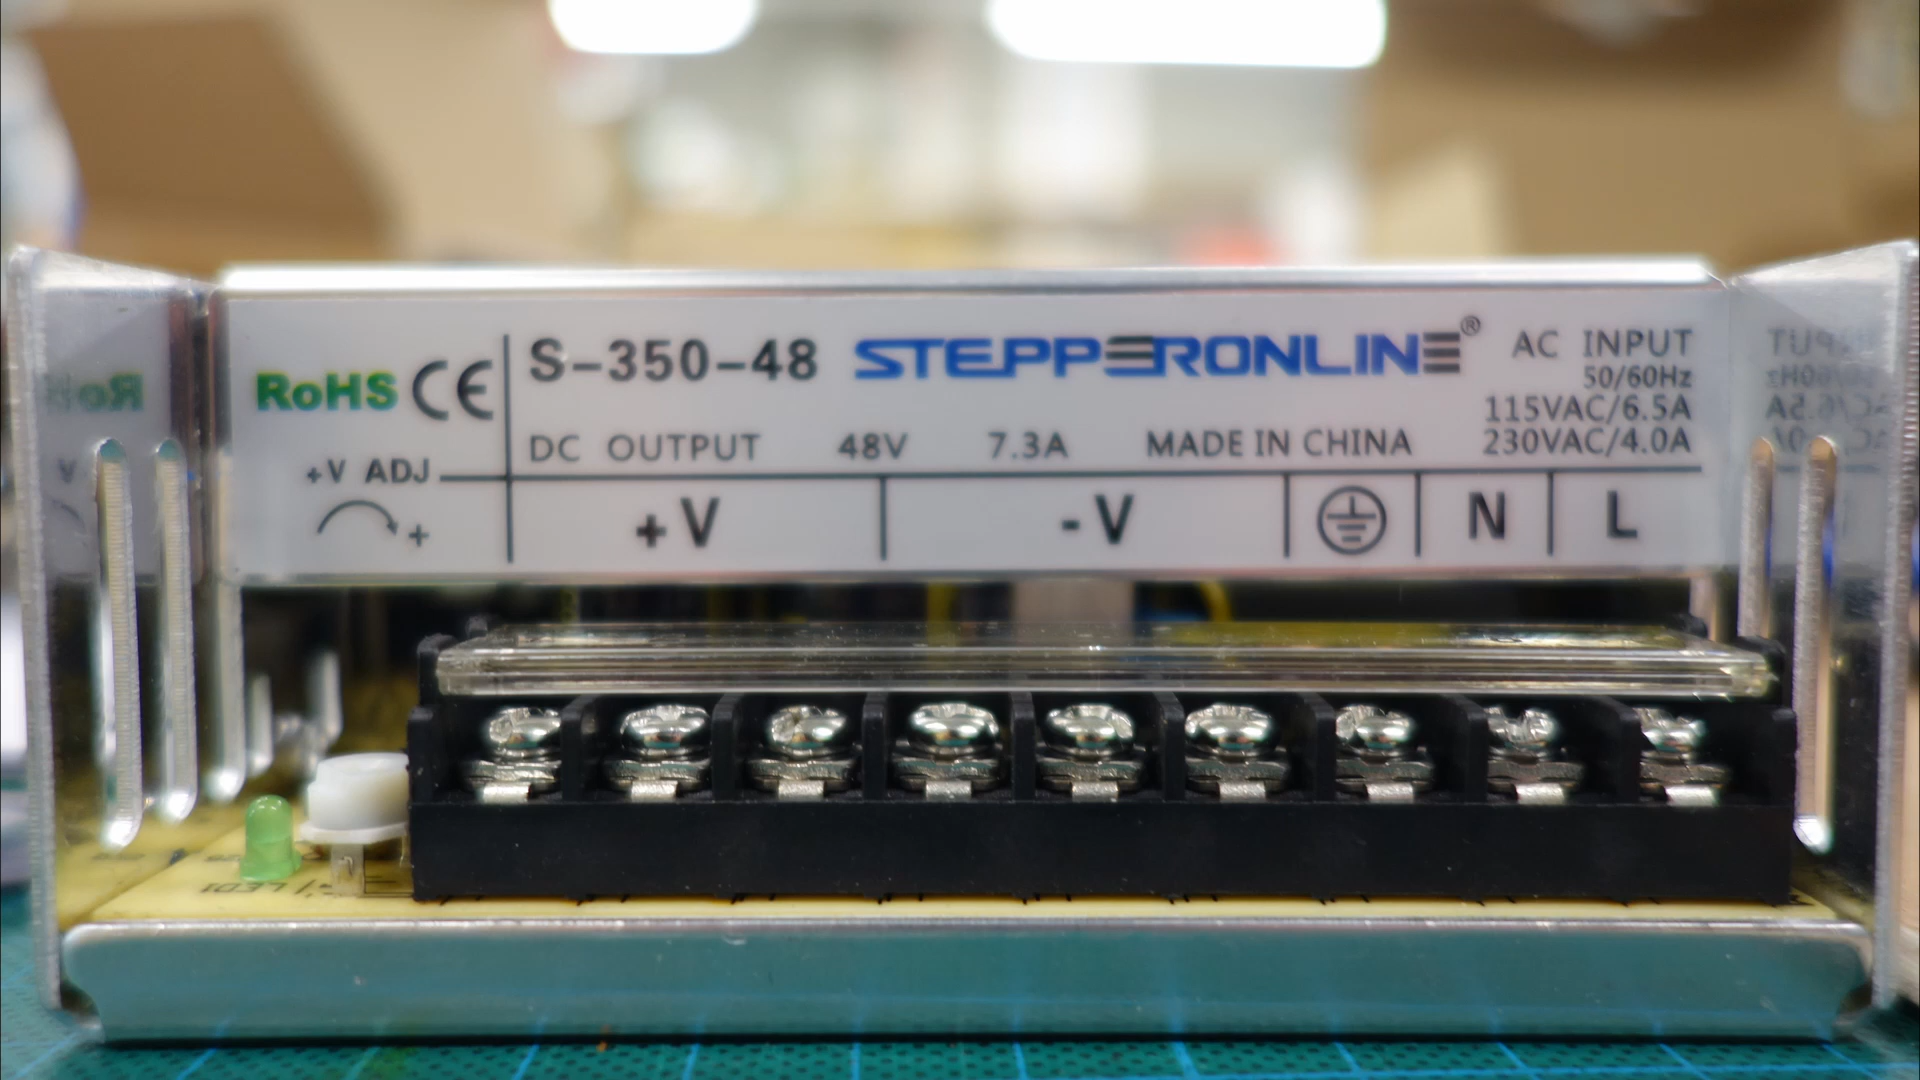 RoHS CE
+V ADJ
+
S-350-48 STEPPERONLINE®
DC OUTPUT 48V 7.3A MADE IN CHINA
AC INPUT
50/60Hz
115VAC/6.5A
230VAC/4.0A
+V -V N L
LED1